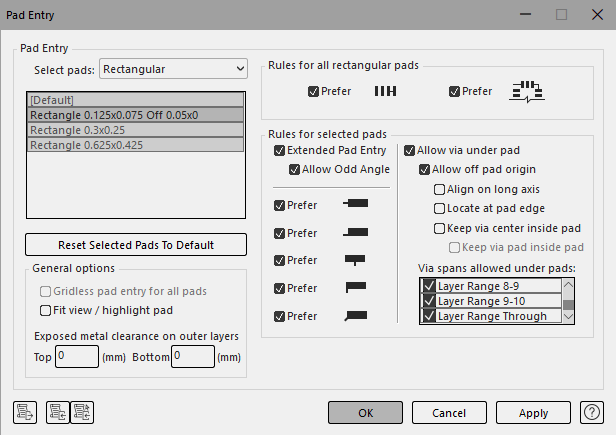 Pad Entry
Pad Entry
Select pads: Rectangular
[Default]
Rectangle 0.125x0.075 Off 0.05x0
Rectangle 0.3x0.25
Rectangle 0.625x0.425
Reset Selected Pads To Default
General options
Gridless pad entry for all pads
Fit view / highlight pad
Exposed metal clearance on outer layers
Top 0 (mm) Bottom 0 (mm)
Rules for all rectangular pads
Prefer
Prefer
Rules for selected pads
Extended Pad Entry
Allow Odd Angle
Prefer
Prefer
Prefer
Prefer
Prefer
Allow via under pad
Allow off pad origin
Align on long axis
Locate at pad edge
Keep via center inside pad
Keep via pad inside pad
Via spans allowed under pads:
Layer Range 8-9
Layer Range 9-10
Layer Range Through
OK
Cancel
Apply
?